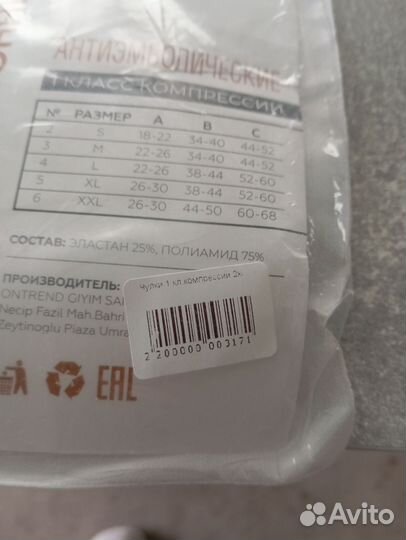 АНТИЭМБОЛИЧЕСКИЕ
1 КЛАСС КОМПРЕССИИ
№ РАЗМЕР A B C
2 S 18-22 34-40 44-52
3 M 22-26 34-40 44-52
4 L 22-26 38-44 52-60
5 XL 26-30 38-44 52-60
6 XXL 26-30 44-50 60-68
СОСТАВ: ЭЛАСТАН 25%, ПОЛИАМИД 75%
ПРОИЗВОДИТЕЛЬ:
ONTREND GIYIM SA
Necip Fazil Mah.Bahri
Zeytinoglu Plaza Umra
Чулки 1 кл компрессии 2х
2 200000 003171
EAC
Avito